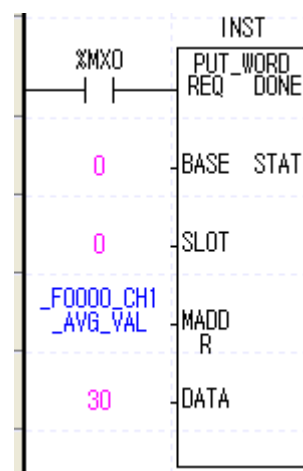 INST
%MX0
PUT_WORD
REQ DONE
0
BASE STAT
0
SLOT
_F0000_CH1
_AVG_VAL
MADD
R
30
DATA